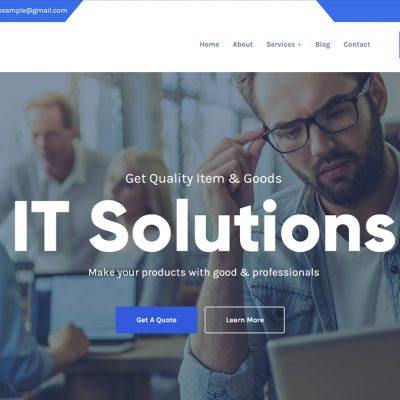 example@gmail.com
Home About Services + Blog Contact
Get Quality Item & Goods
IT Solutions
Make your products with good & professionals
Get A Quote Learn More